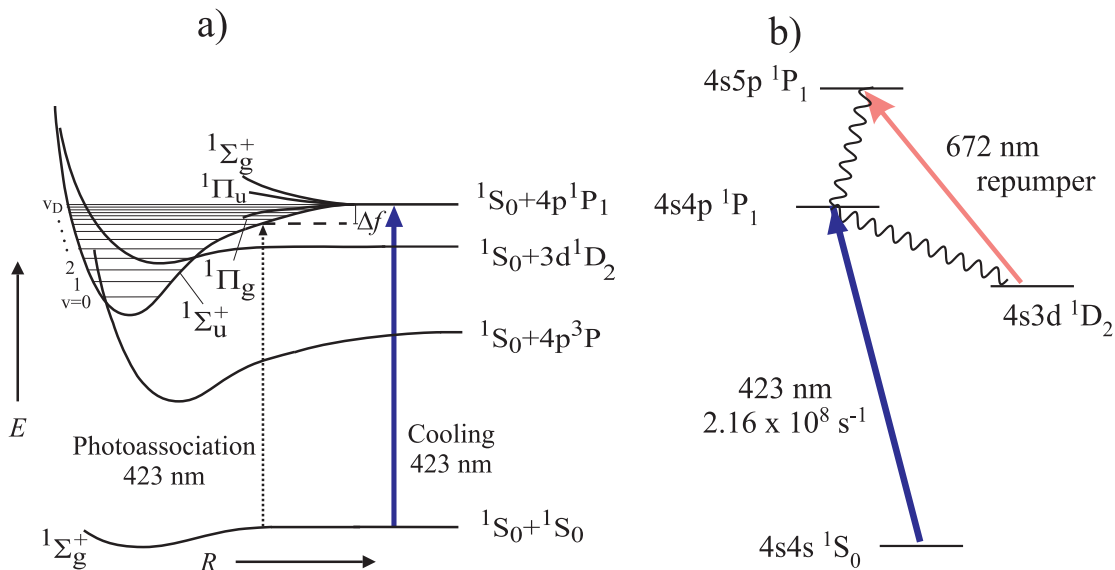 a)
¹Σg⁺
¹Πu
vD
¹S₀+4p¹P₁
Δf
¹S₀+3d¹D₂
2
1
v=0
¹Πg
¹Σu⁺
¹S₀+4p³P
E
Photoassociation
423 nm
Cooling
423 nm
¹S₀+¹S₀
¹Σg⁺
R
b)
4s5p ¹P₁
672 nm
repumper
4s4p ¹P₁
4s3d ¹D₂
423 nm
2.16 x 10⁸ s⁻¹
4s4s ¹S₀